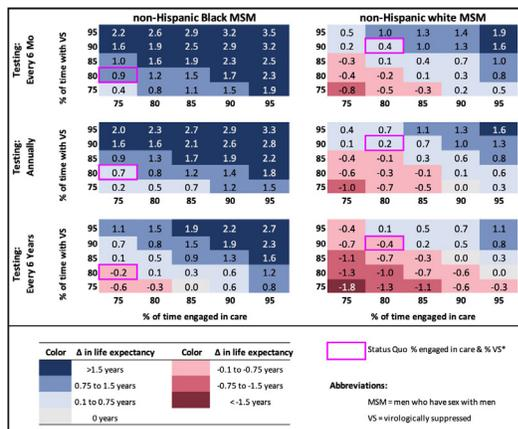 non-Hispanic Black MSM non-Hispanic white MSM
Testing: Every 6 Mo
% of time with VS
95 2.2 2.6 2.9 3.2 3.5 95 0.5 1.0 1.3 1.4 1.9
90 1.6 1.9 2.5 2.9 3.2 90 0.2 0.4 1.0 1.3 1.6
85 1.0 1.6 1.9 2.3 2.5 85 -0.3 0.1 0.4 0.7 1.0
80 0.9 1.2 1.5 1.7 2.3 80 -0.4 -0.2 0.1 0.3 0.8
75 0.4 0.8 1.1 1.5 1.9 75 -0.8 -0.5 -0.3 0.2 0.5
75 80 85 90 95 75 80 85 90 95
Testing: Annually
% of time with VS
95 2.0 2.3 2.7 2.9 3.3 95 0.4 0.7 1.1 1.3 1.6
90 1.6 1.6 2.1 2.6 2.8 90 0.1 0.2 0.7 1.0 1.3
85 0.9 1.3 1.7 1.9 2.2 85 -0.4 -0.1 0.3 0.6 0.8
80 0.7 0.8 1.2 1.4 1.8 80 -0.6 -0.3 -0.1 0.3 0.6
75 0.2 0.5 0.7 1.2 1.5 75 -1.0 -0.7 -0.5 0.0 0.3
75 80 85 90 95 75 80 85 90 95
Testing: Every 6 Years
% of time with VS
95 1.1 1.5 1.9 2.2 2.7 95 -0.4 0.1 0.5 0.7 1.1
90 0.7 0.8 1.5 1.9 2.3 90 -0.7 -0.4 0.2 0.5 0.8
85 0.1 0.5 0.9 1.3 1.6 85 -1.1 -0.7 -0.3 0.0 0.3
80 -0.2 0.1 0.3 0.6 1.2 80 -1.3 -1.0 -0.7 -0.6 0.0
75 -0.6 -0.3 0.0 0.6 0.8 75 -1.8 -1.3 -1.1 -0.7 -0.3
75 80 85 90 95 75 80 85 90 95
% of time engaged in care % of time engaged in care
Color Δ in life expectancy Color Δ in life expectancy
>1.5 years -0.1 to -0.75 years
0.75 to 1.5 years -0.75 to -1.5 years
0.1 to 0.75 years <-1.5 years
0 years
Status Quo % engaged in care & % VS*
Abbreviations:
MSM = men who have sex with men
VS = virologically suppressed